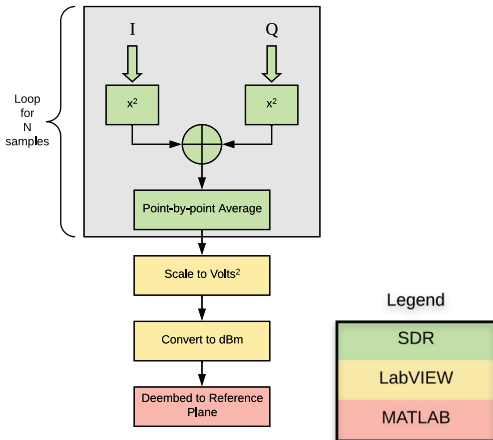 I
Q
Loop
for
N
samples
x²
x²
Point-by-point Average
Scale to Volts²
Convert to dBm
Deembed to Reference
Plane
Legend
SDR
LabVIEW
MATLAB